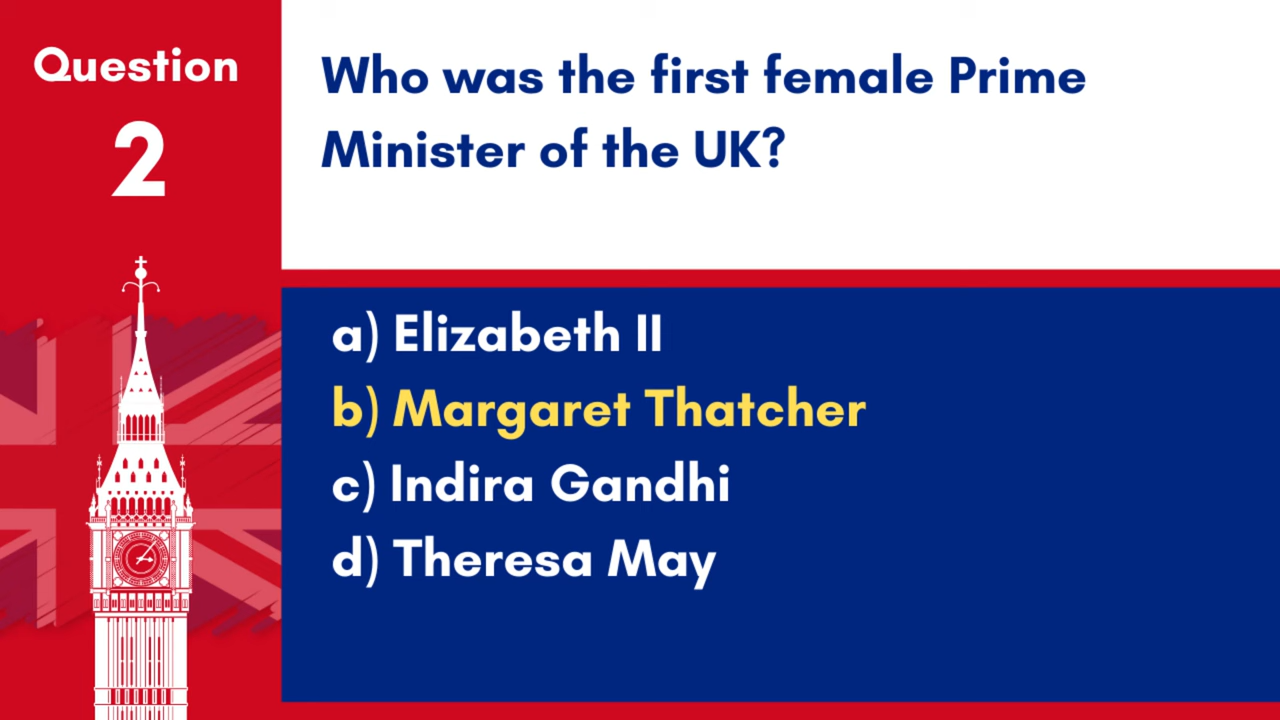 Question
2
Who was the first female Prime
Minister of the UK?
a) Elizabeth II
b) Margaret Thatcher
c) Indira Gandhi
d) Theresa May